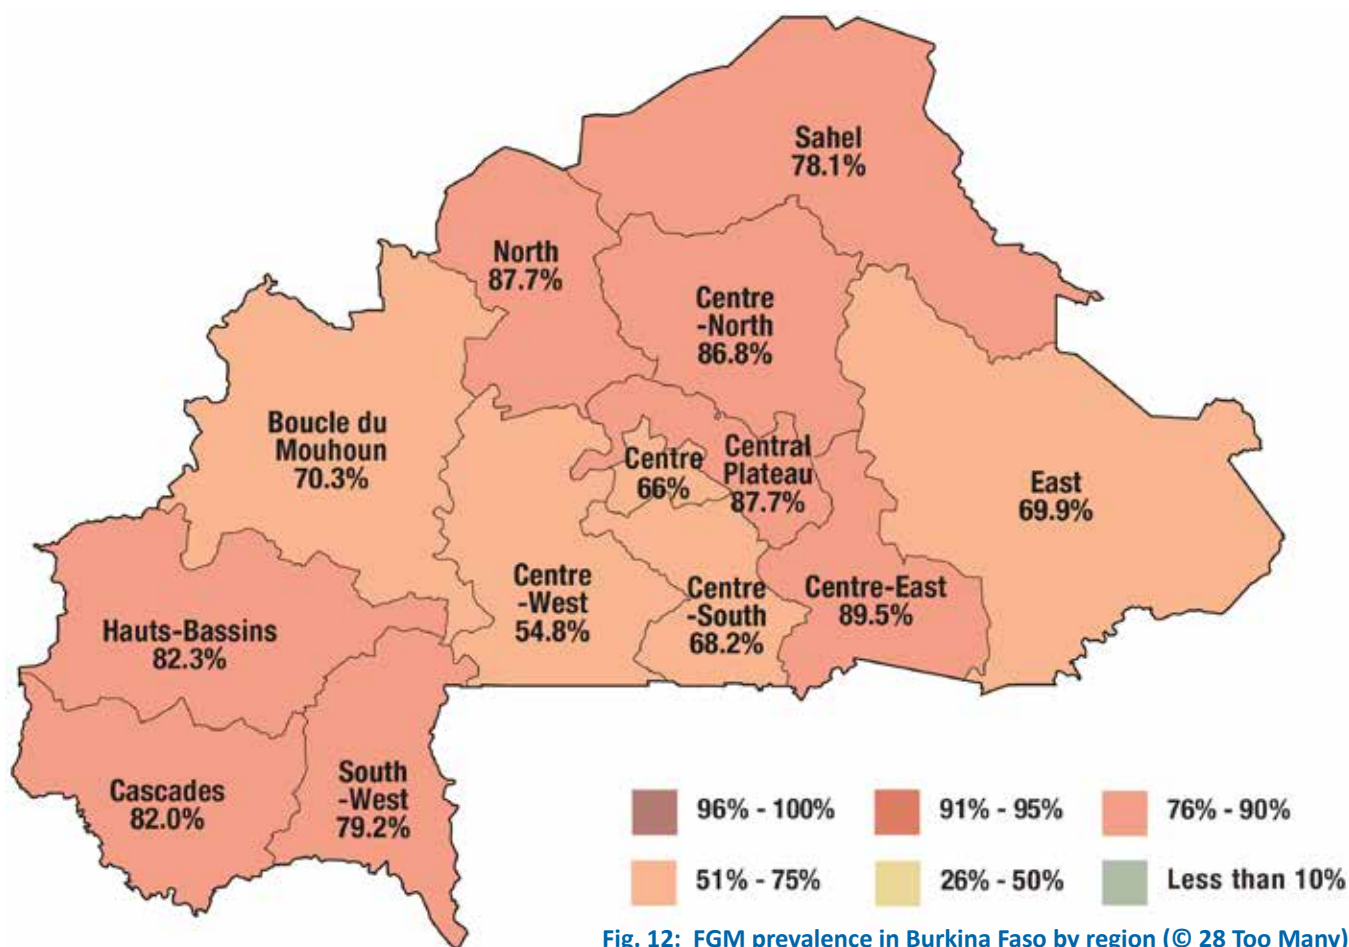 Sahel
78.1%
North
87.7%
Centre
-North
86.8%
Boucle du
Mouhoun
70.3%
Centre
66%
Central
Plateau
87.7%
East
69.9%
Centre
-West
54.8%
Centre
-South
68.2%
Centre-East
89.5%
Hauts-Bassins
82.3%
Cascades
82.0%
South
-West
79.2%
96% - 100%
91% - 95%
76% - 90%
51% - 75%
26% - 50%
Less than 10%
Fig. 12: FGM prevalence in Burkina Faso by region (© 28 Too Many)